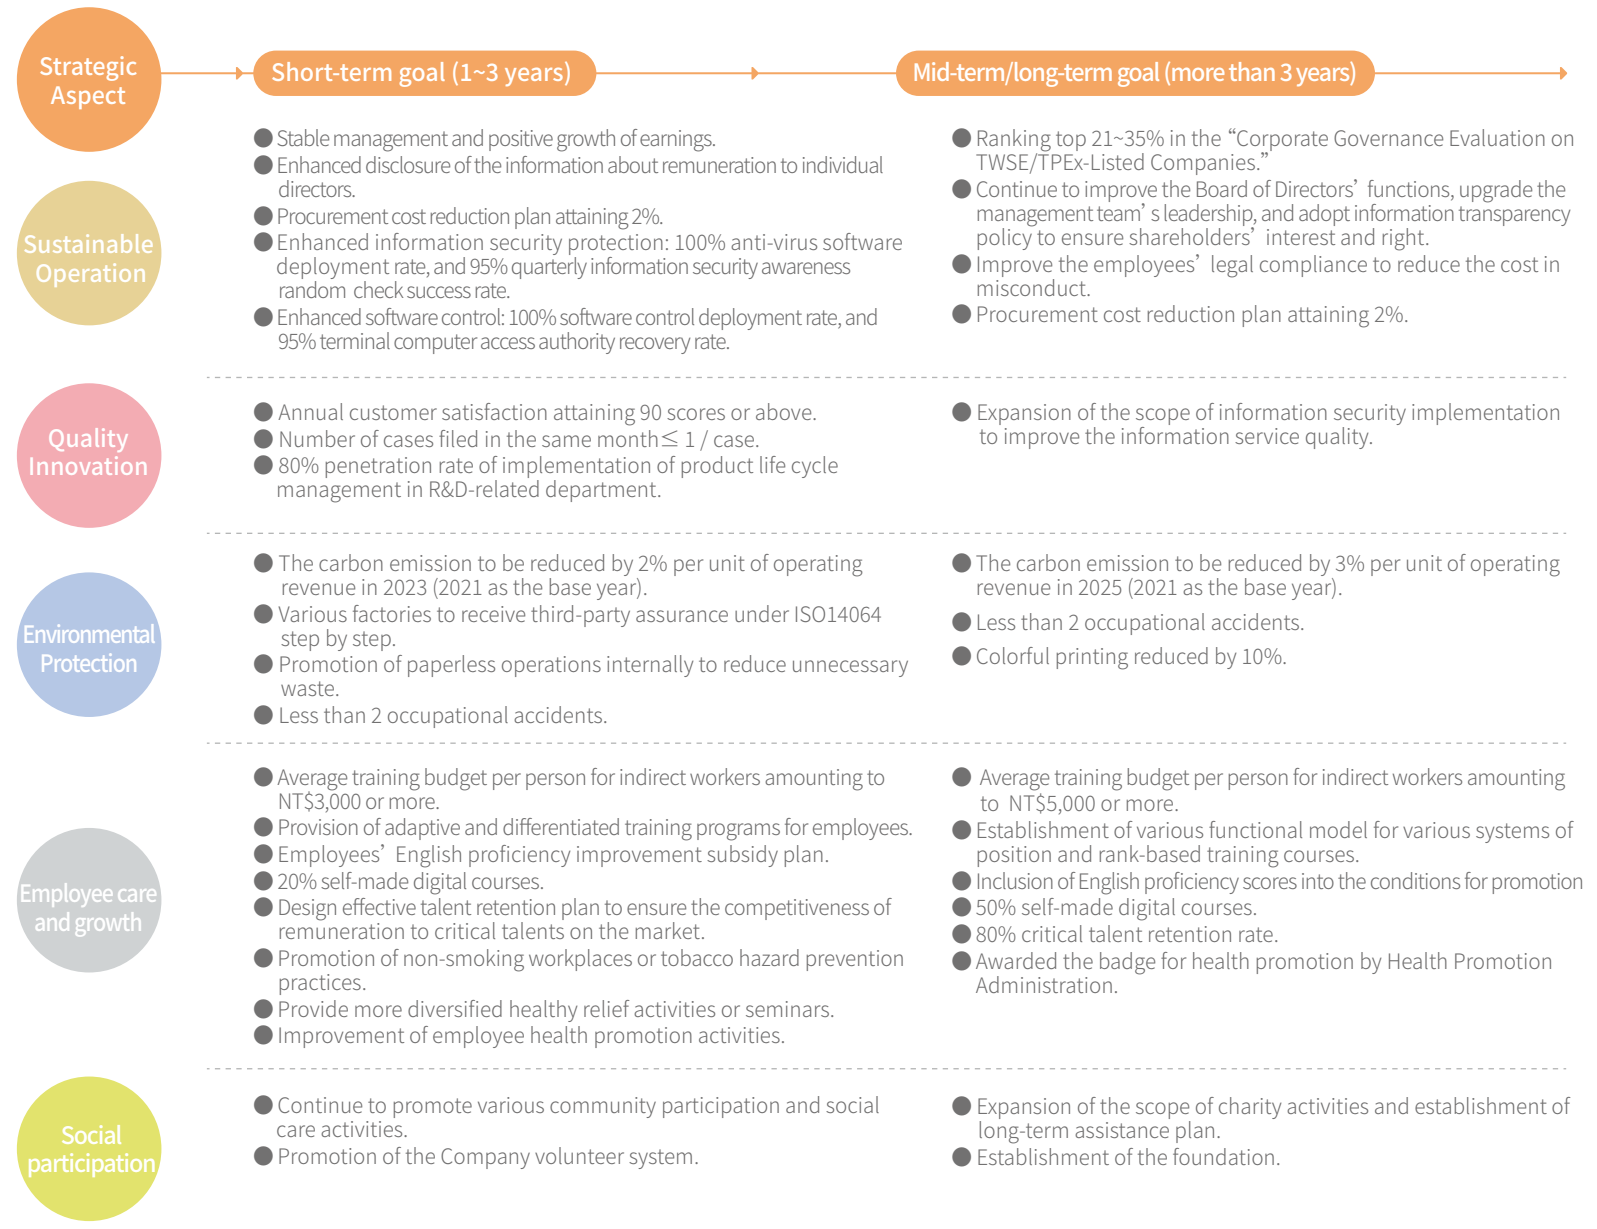 Strategic
Aspect
Short-term goal (1~3 years)
Mid-term/long-term goal (more than 3 years)
Sustainable
Operation
● Stable management and positive growth of earnings.
● Enhanced disclosure of the information about remuneration to individual
directors.
● Procurement cost reduction plan attaining 2%.
● Enhanced information security protection: 100% anti-virus software
deployment rate, and 95% quarterly information security awareness
random check success rate.
● Enhanced software control: 100% software control deployment rate, and
95% terminal computer access authority recovery rate.
● Ranking top 21~35% in the “Corporate Governance Evaluation on
TWSE/TPEx-Listed Companies.”
● Continue to improve the Board of Directors’ functions, upgrade the
management team’s leadership, and adopt information transparency
policy to ensure shareholders’ interest and right.
● Improve the employees’ legal compliance to reduce the cost in
misconduct.
● Procurement cost reduction plan attaining 2%.
Quality
Innovation
● Annual customer satisfaction attaining 90 scores or above.
● Number of cases filed in the same month≤ 1 / case.
● 80% penetration rate of implementation of product life cycle
management in R&D-related department.
● Expansion of the scope of information security implementation
to improve the information service quality.
Environmental
Protection
● The carbon emission to be reduced by 2% per unit of operating
revenue in 2023 (2021 as the base year).
● Various factories to receive third-party assurance under ISO14064
step by step.
● Promotion of paperless operations internally to reduce unnecessary
waste.
● Less than 2 occupational accidents.
● The carbon emission to be reduced by 3% per unit of operating
revenue in 2025 (2021 as the base year).
● Less than 2 occupational accidents.
● Colorful printing reduced by 10%.
Employee care
and growth
● Average training budget per person for indirect workers amounting to
NT$3,000 or more.
● Provision of adaptive and differentiated training programs for employees.
● Employees’ English proficiency improvement subsidy plan.
● 20% self-made digital courses.
● Design effective talent retention plan to ensure the competitiveness of
remuneration to critical talents on the market.
● Promotion of non-smoking workplaces or tobacco hazard prevention
practices.
● Provide more diversified healthy relief activities or seminars.
● Improvement of employee health promotion activities.
● Average training budget per person for indirect workers amounting
to NT$5,000 or more.
● Establishment of various functional model for various systems of
position and rank-based training courses.
● Inclusion of English proficiency scores into the conditions for promotion
● 50% self-made digital courses.
● 80% critical talent retention rate.
● Awarded the badge for health promotion by Health Promotion
Administration.
Social
participation
● Continue to promote various community participation and social
care activities.
● Promotion of the Company volunteer system.
● Expansion of the scope of charity activities and establishment of
long-term assistance plan.
● Establishment of the foundation.